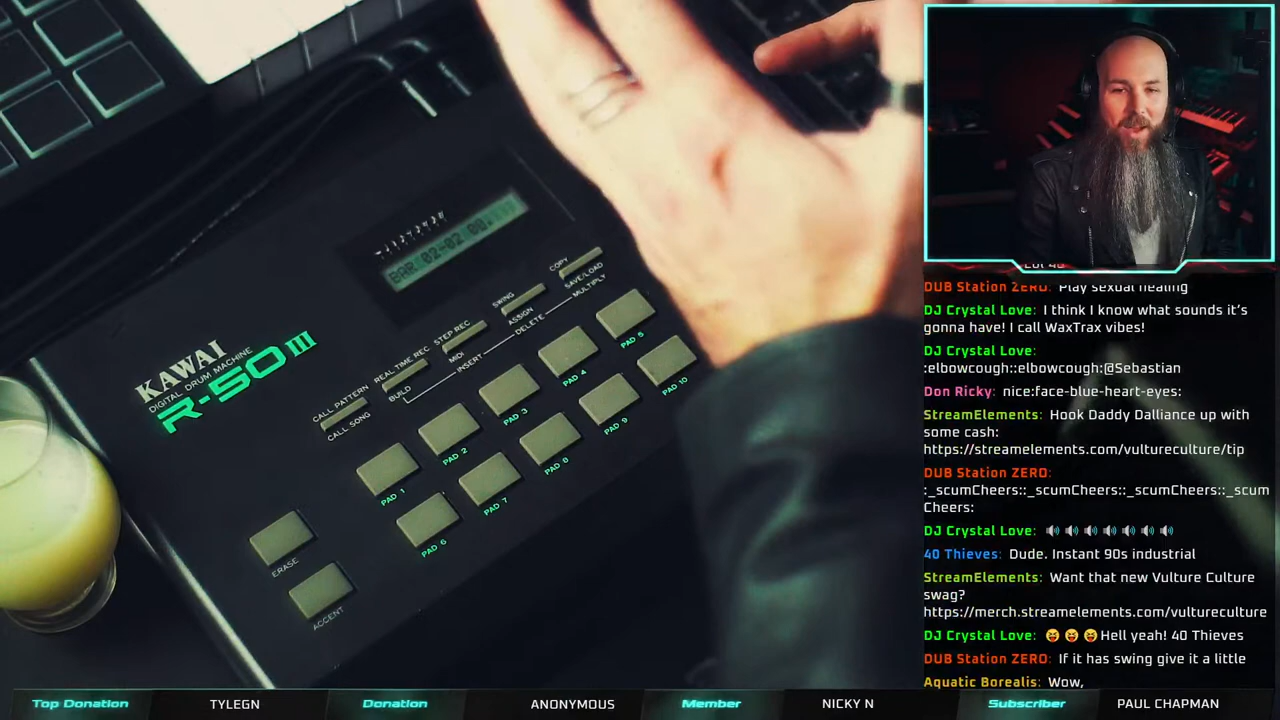 BAR 02-02 00
KAWAI
DIGITAL DRUM MACHINE
R-50III
CALL PATTERN
CALL SONG
REAL TIME REC
BUILD
STEP REC
MIDI
INSERT
SWING
ASSIGN
DELETE
COPY
SAVE/LOAD
MULTIPLY
PAD 1
PAD 2
PAD 3
PAD 4
PAD 5
PAD 6
PAD 7
PAD 8
PAD 9
PAD 10
ERASE
ACCENT
DUB Station ZERO: Play sexual healing
DJ Crystal Love: I think I know what sounds it's
gonna have! I call WaxTrax vibes!
DJ Crystal Love:
:elbowcough::elbowcough:@Sebastian
Don Ricky: nice:face-blue-heart-eyes:
StreamElements: Hook Daddy Dalliance up with
some cash:
https://streamelements.com/vultureculture/tip
DUB Station ZERO:
:_scumCheers::_scumCheers::_scumCheers::_scum
Cheers:
DJ Crystal Love: 🔊 🔊 🔊 🔊 🔊 🔊 🔊
40 Thieves: Dude. Instant 90s industrial
StreamElements: Want that new Vulture Culture
swag?
https://merch.streamelements.com/vultureculture
DJ Crystal Love: 😝 😝 😝Hell yeah! 40 Thieves
DUB Station ZERO: If it has swing give it a little
Aquatic Borealis: Wow,
Top Donation TYLEGN Donation ANONYMOUS Member NICKY N Subscriber PAUL CHAPMAN